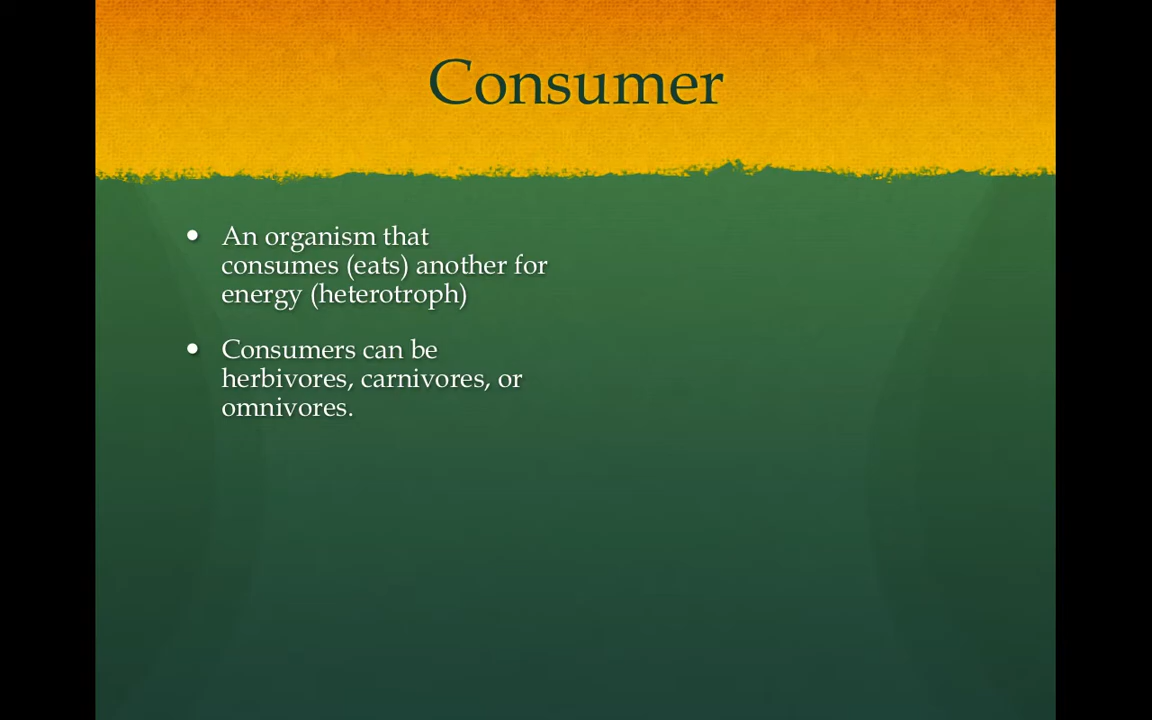 Consumer
• An organism that
consumes (eats) another for
energy (heterotroph)
• Consumers can be
herbivores, carnivores, or
omnivores.